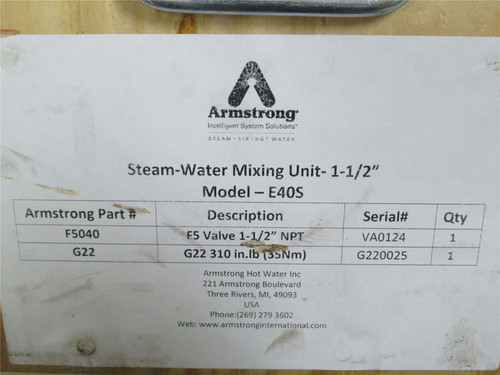 Armstrong®
Intelligent System Solutions™
STEAM • AIR • HOT WATER
Steam-Water Mixing Unit- 1-1/2”
Model – E40S
Armstrong Part # Description Serial# Qty
F5040 F5 Valve 1-1/2” NPT VA0124 1
G22 G22 310 in.lb (35Nm) G220025 1
Armstrong Hot Water Inc
221 Armstrong Boulevard
Three Rivers, MI, 49093
USA
Phone:(269) 279 3602
Web: www.armstronginternational.com